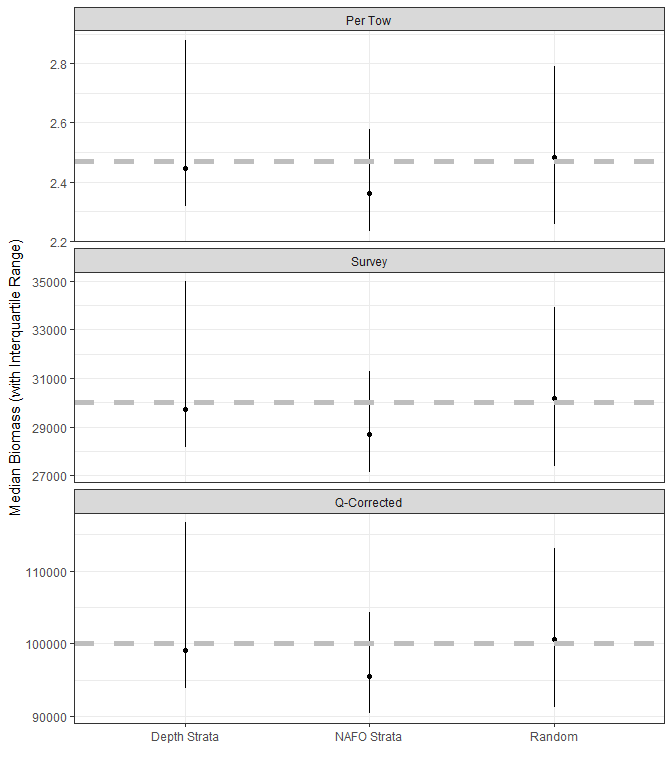 Median Biomass (with Interquartile Range)
Per Tow
2.8
2.6
2.4
2.2
Survey
35000
33000
31000
29000
27000
Q-Corrected
110000
100000
90000
Depth Strata NAFO Strata Random